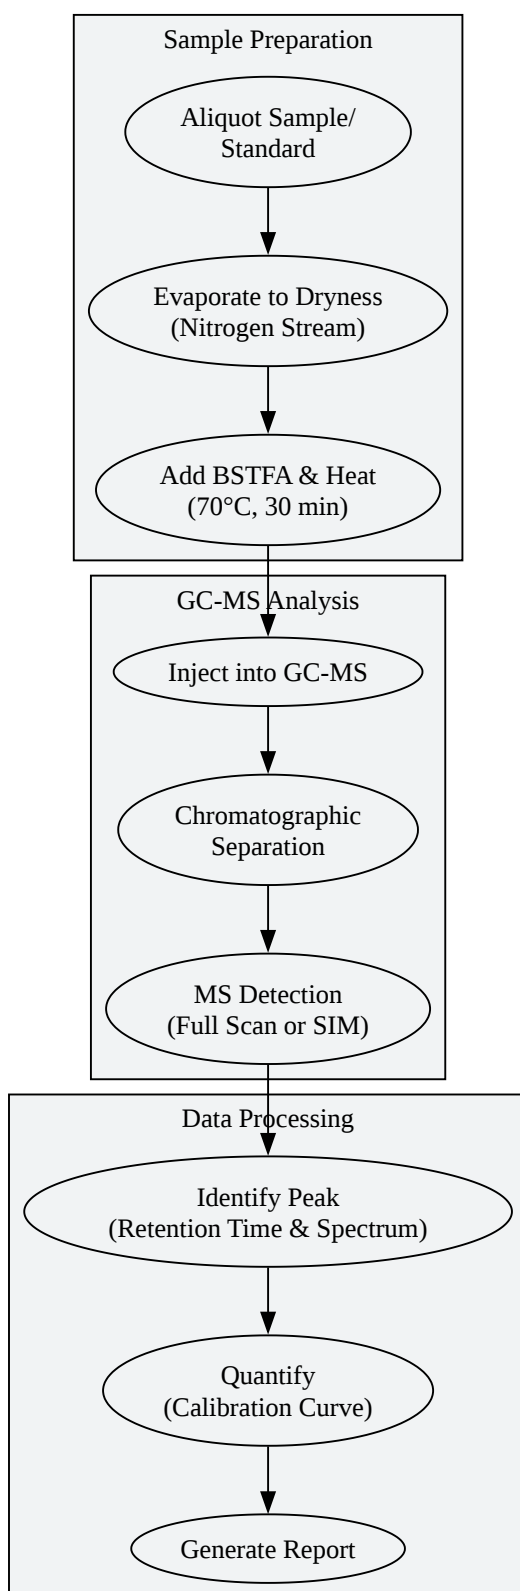 Sample Preparation
Aliquot Sample/
Standard
Evaporate to Dryness
(Nitrogen Stream)
Add BSTFA & Heat
(70°C, 30 min)
GC-MS Analysis
Inject into GC-MS
Chromatographic
Separation
MS Detection
(Full Scan or SIM)
Data Processing
Identify Peak
(Retention Time & Spectrum)
Quantify
(Calibration Curve)
Generate Report